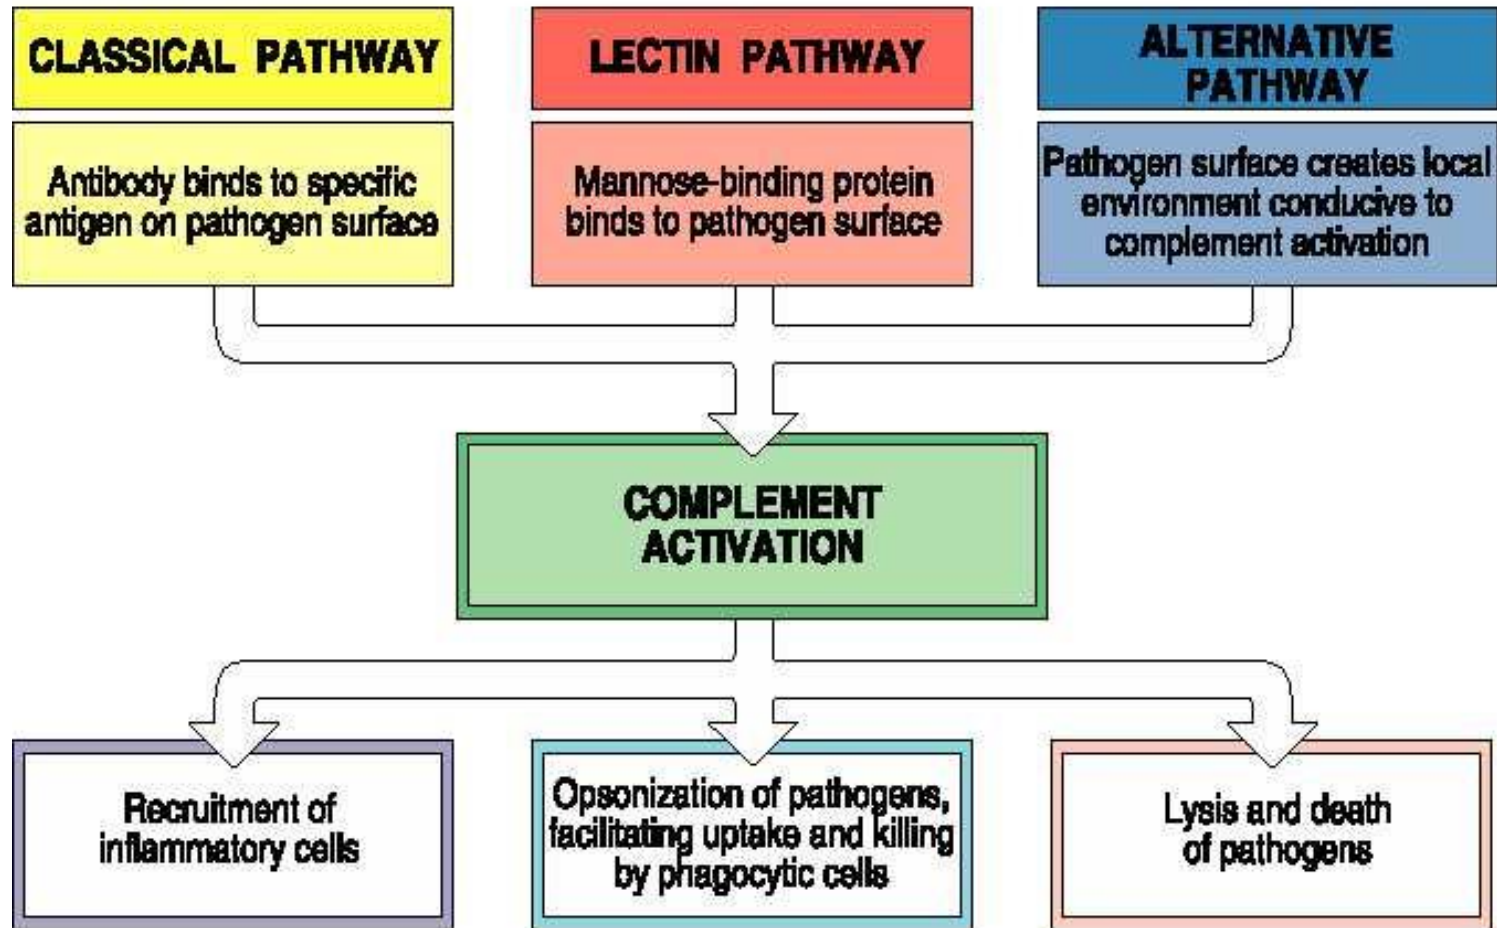 CLASSICAL PATHWAY
Antibody binds to specific
antigen on pathogen surface
LECTIN PATHWAY
Mannose-binding protein
binds to pathogen surface
ALTERNATIVE
PATHWAY
Pathogen surface creates local
environment conducive to
complement activation
COMPLEMENT
ACTIVATION
Recruitment of
inflammatory cells
Opsonization of pathogens,
facilitating uptake and killing
by phagocytic cells
Lysis and death
of pathogens